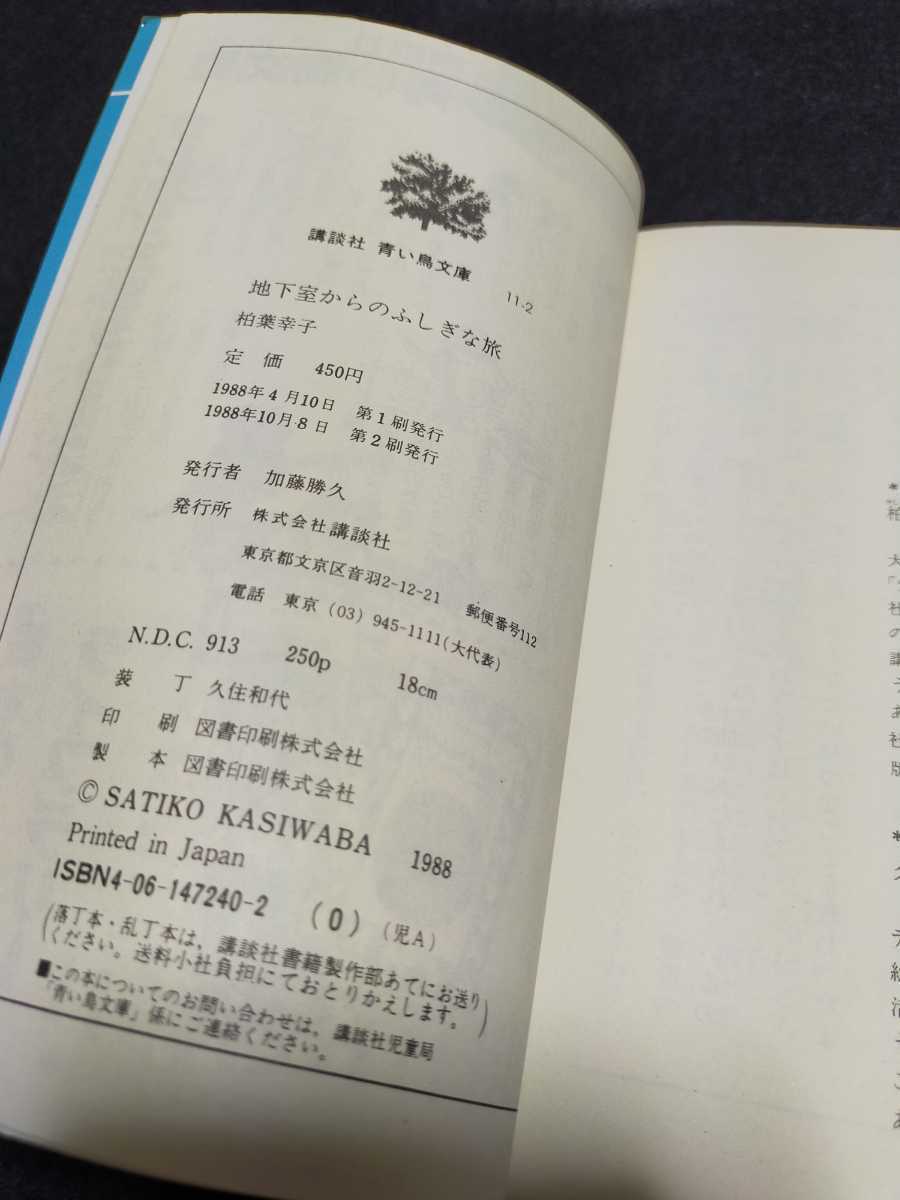 講談社 青い鳥文庫 11-2
地下室からのふしぎな旅
柏葉幸子
定 価 450円
1988年4月10日 第1刷発行
1988年10月8日 第2刷発行
発行者 加藤勝久
発行所 株式会社講談社
東京都文京区音羽2-12-21 郵便番号112
電話 東京 (03) 945-1111(大代表)
N.D.C. 913 250p 18cm
装 丁 久住和代
印 刷 図書印刷株式会社
製 本 図書印刷株式会社
© SATIKO KASIWABA 1988
Printed in Japan
ISBN4-06-147240-2 (0) (児A)
(落丁本・乱丁本は、講談社書籍製作部あてにお送り
ください。送料小社負担にておとりかえします。)
■この本についてのお問い合わせは、講談社児童局
「青い鳥文庫」係にご連絡ください。
*
柏
大
社
の
講
あ
社
版
*